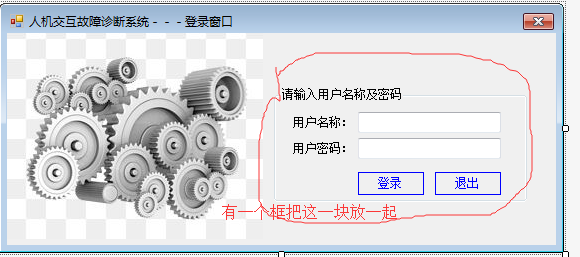 人机交互故障诊断系统 - - - 登录窗口
请输入用户名称及密码
用户名称：
用户密码：
登录 退出
有一个框把这一块放一起